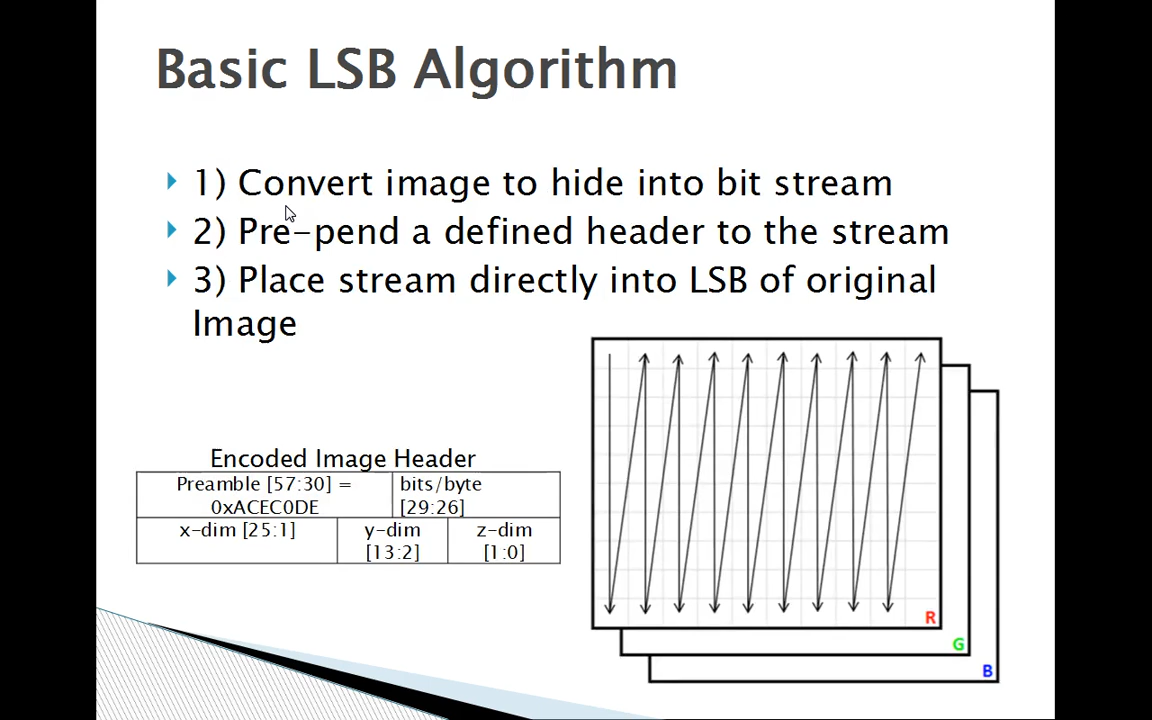 Basic LSB Algorithm
1) Convert image to hide into bit stream
2) Pre-pend a defined header to the stream
3) Place stream directly into LSB of original
Image
Encoded Image Header
Preamble [57:30] =
0xACEC0DE
bits/byte
[29:26]
x-dim [25:1]
y-dim
[13:2]
z-dim
[1:0]
R
G
B